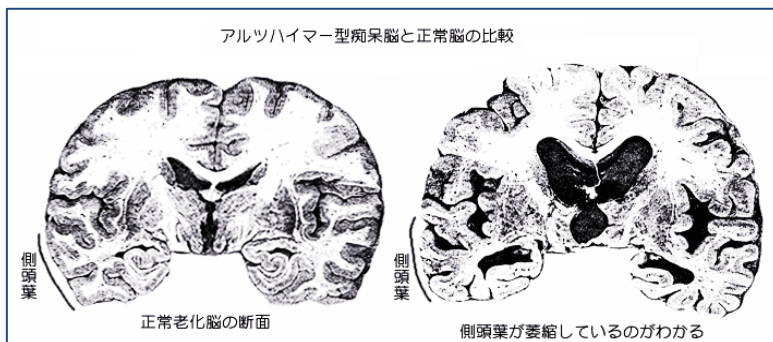 アルツハイマー型痴呆脳と正常脳の比較
側頭葉
正常老化脳の断面
側頭葉
側頭葉が萎縮しているのがわかる